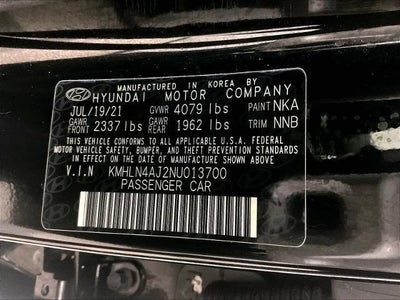 MANUFACTURED IN KOREA BY
HYUNDAI MOTOR COMPANY
JUL/19/21 GVWR 4079 lbs PAINT NKA
GAWR FRONT 2337 lbs GAWR REAR 1962 lbs TRIM NNB
THIS VEHICLE CONFORMS TO ALL APPLICABLE U.S.A. FEDERAL
MOTOR VEHICLE SAFETY, BUMPER, AND THEFT PREVENTION STANDARDS
IN EFFECT ON THE DATE OF MANUFACTURE SHOWN ABOVE.
V.I.N KMHLN4AJ2NU013700
PASSENGER CAR